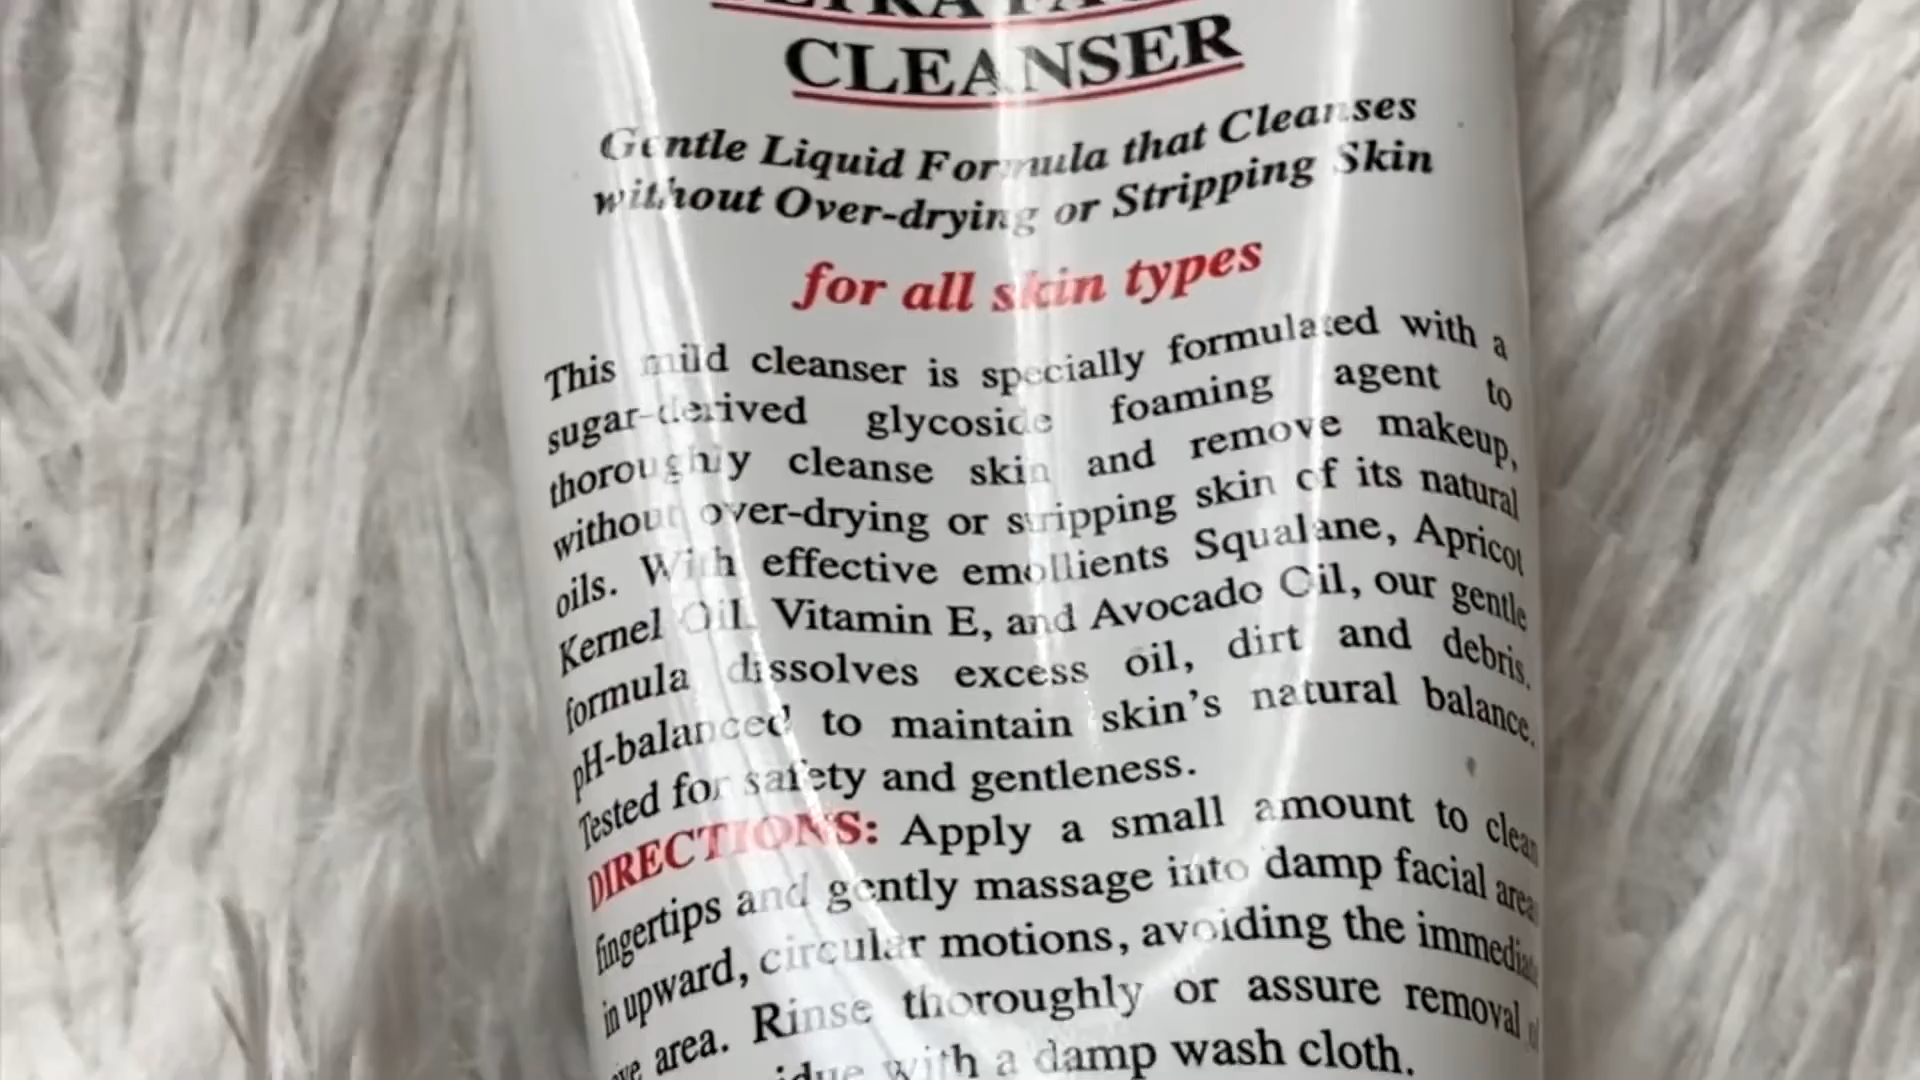 CLEANSER
Gentle Liquid Formula that Cleanses
without Over-drying or Stripping Skin
for all skin types
This mild cleanser is specially formulated with a
sugar-derived glycoside foaming agent to
thoroughly cleanse skin and remove makeup,
without over-drying or stripping skin of its natural
oils. With effective emollients Squalane, Apricot
Kernel Oil, Vitamin E, and Avocado Oil, our gentle
formula dissolves excess oil, dirt and debris.
pH-balanced to maintain skin's natural balance.
Tested for safety and gentleness.
DIRECTIONS: Apply a small amount to clean
fingertips and gently massage into damp facial area
in upward, circular motions, avoiding the
area. Rinse thoroughly or assure removal
with a damp wash cloth.